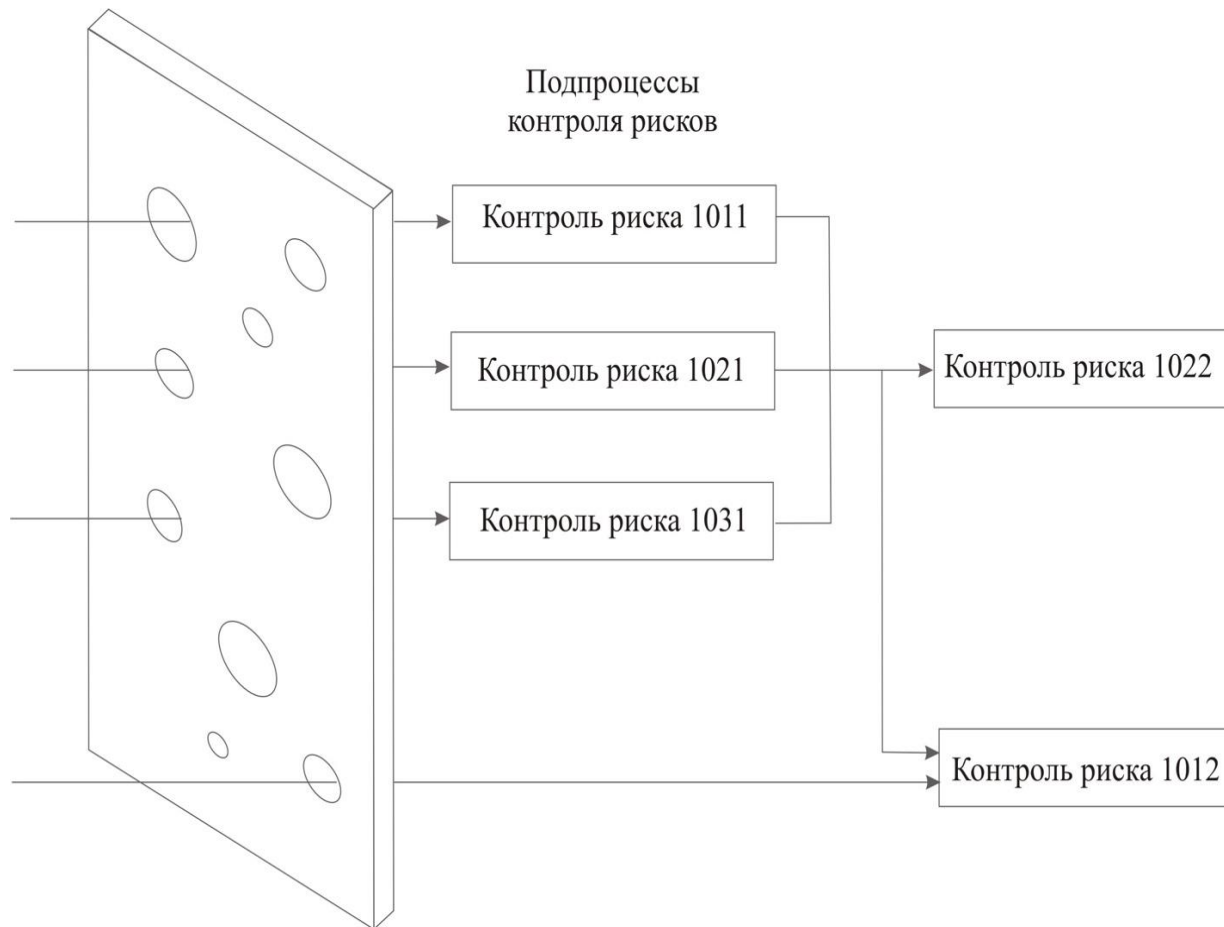 Подпроцессы
контроля рисков
Контроль риска 1011
Контроль риска 1021
Контроль риска 1022
Контроль риска 1031
Контроль риска 1012